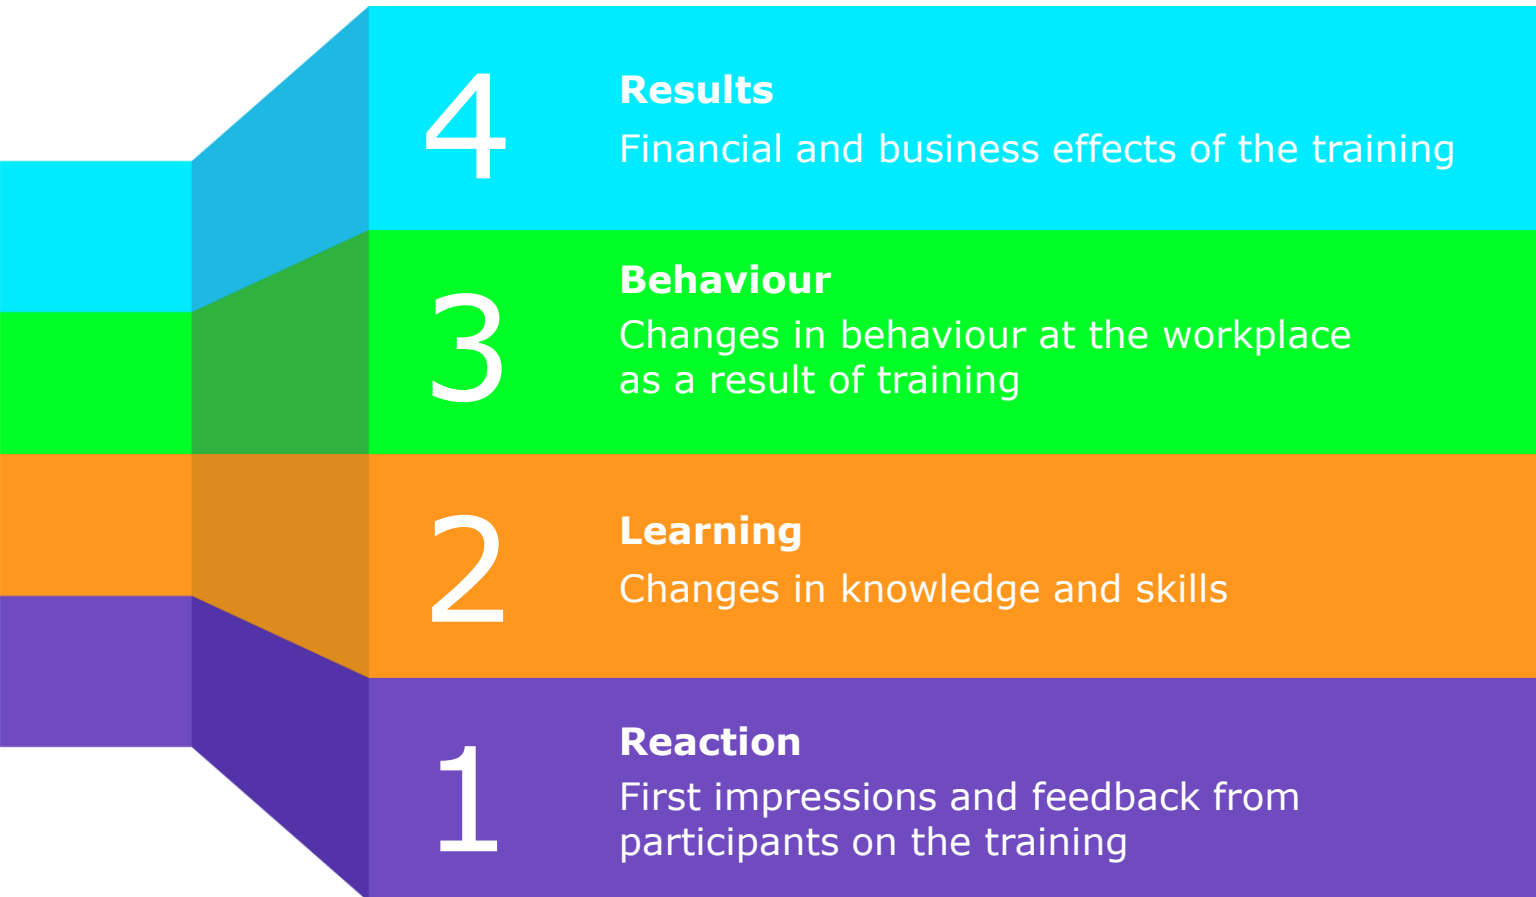 4
Results
Financial and business effects of the training
3
Behaviour
Changes in behaviour at the workplace
as a result of training
2
Learning
Changes in knowledge and skills
1
Reaction
First impressions and feedback from
participants on the training